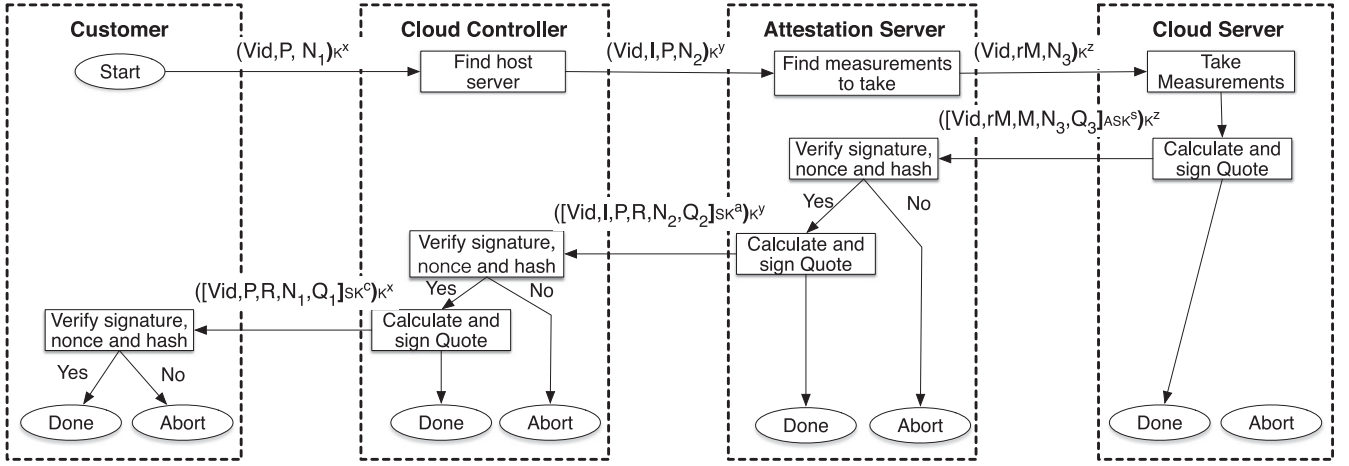 Customer
Cloud Controller
Attestation Server
Cloud Server
Start
(Vid,P, N₁)Kˣ
Find host
server
(Vid,I,P,N₂)Kʸ
Find measurements
to take
(Vid,rM,N₃)Kᶻ
Take
Measurements
([Vid,rM,M,N₃,Q₃]ASKˢ)Kᶻ
Verify signature,
nonce and hash
Calculate and
sign Quote
Yes
No
([Vid,I,P,R,N₂,Q₂]SKᵃ)Kʸ
Verify signature,
nonce and hash
Calculate and
sign Quote
Yes
No
([Vid,P,R,N₁,Q₁]SKᶜ)Kˣ
Verify signature,
nonce and hash
Calculate and
sign Quote
Yes
No
Done
Abort
Done
Abort
Done
Abort
Done
Abort